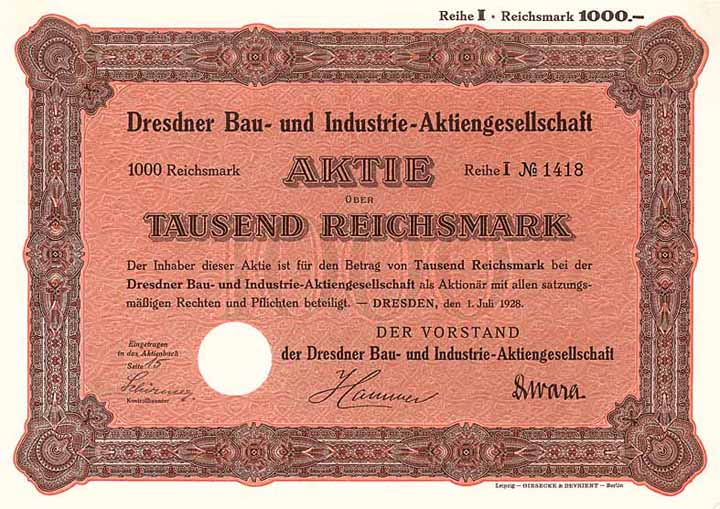 Reihe I · Reichsmark 1000.—
Dresdner Bau- und Industrie-Aktiengesellschaft
1000 Reichsmark
AKTIE
Reihe I № 1418
ÜBER
TAUSEND REICHSMARK
Der Inhaber dieser Aktie ist für den Betrag von Tausend Reichsmark bei der
Dresdner Bau- und Industrie-Aktiengesellschaft als Aktionär mit allen satzungs-
mäßigen Rechten und Pflichten beteiligt. — DRESDEN, den 1. Juli 1928.
Eingetragen
in das Aktienbuch
Seite 15
Kontrollbeamter
DER VORSTAND
der Dresdner Bau- und Industrie-Aktiengesellschaft
Hammer
Leipzig — GIESECKE & DEVRIENT — Berlin